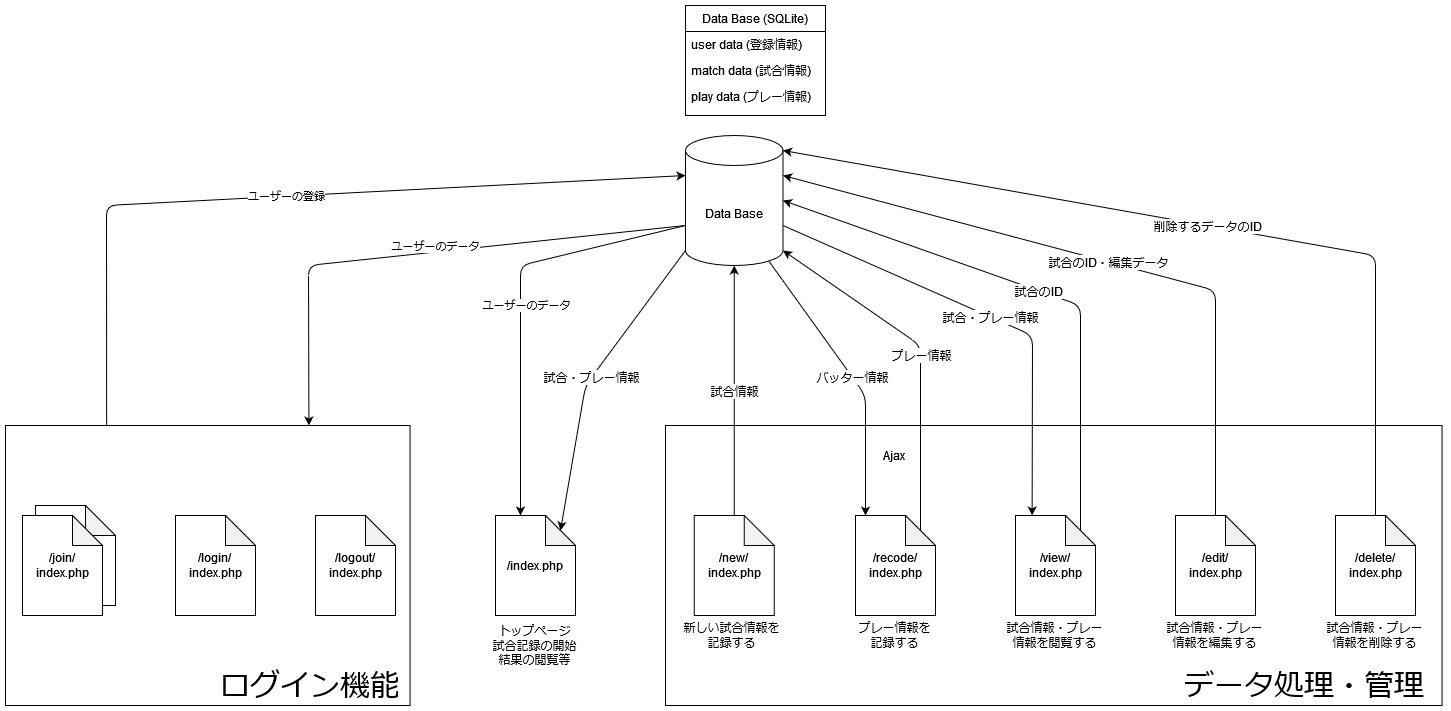 Data Base (SQLite)
user data (登録情報)
match data (試合情報)
play data (プレー情報)
Data Base
ユーザーの登録
ユーザーのデータ
ユーザーのデータ
試合・プレー情報
試合情報
バッター情報
プレー情報
試合・プレー情報
試合のID
試合のID・編集データ
削除するデータのID
Ajax
/join/
index.php
/login/
index.php
/logout/
index.php
ログイン機能
/index.php
トップページ
試合記録の開始
結果の閲覧等
/new/
index.php
新しい試合情報を
記録する
/recode/
index.php
プレー情報を
記録する
/view/
index.php
試合情報・プレー
情報を閲覧する
/edit/
index.php
試合情報・プレー
情報を編集する
/delete/
index.php
試合情報・プレー
情報を削除する
データ処理・管理